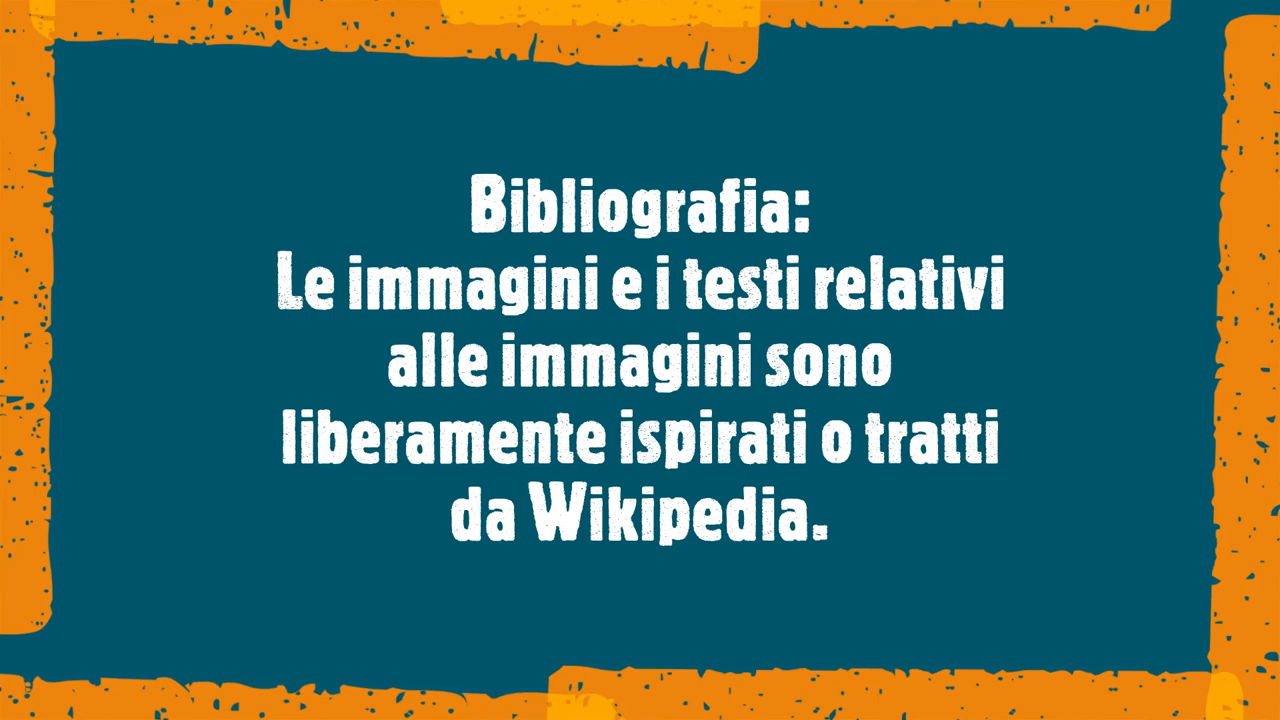 Bibliografia:
Le immagini e i testi relativi
alle immagini sono
liberamente ispirati o tratti
da Wikipedia.